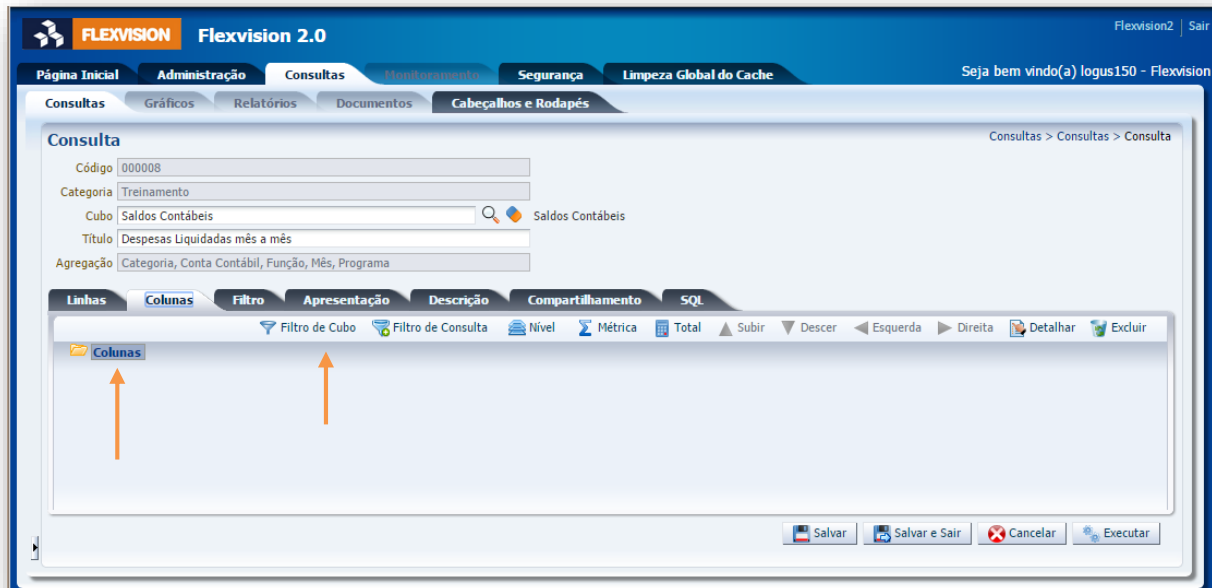 FLEXVISION Flexvision 2.0 Flexvision2 | Sair
Página Inicial Administração Consultas Monitoramento Segurança Limpeza Global do Cache Seja bem vindo(a) logus150 - Flexvision
Consultas Gráficos Relatórios Documentos Cabeçalhos e Rodapés
Consulta Consultas > Consultas > Consulta
Código 000008
Categoria Treinamento
Cubo Saldos Contábeis Saldos Contábeis
Título Despesas Liquidadas mês a mês
Agregação Categoria, Conta Contábil, Função, Mês, Programa
Linhas Colunas Filtro Apresentação Descrição Compartilhamento SQL
Filtro de Cubo Filtro de Consulta Nível Métrica Total Subir Descer Esquerda Direita Detalhar Excluir
Colunas
Salvar Salvar e Sair Cancelar Executar